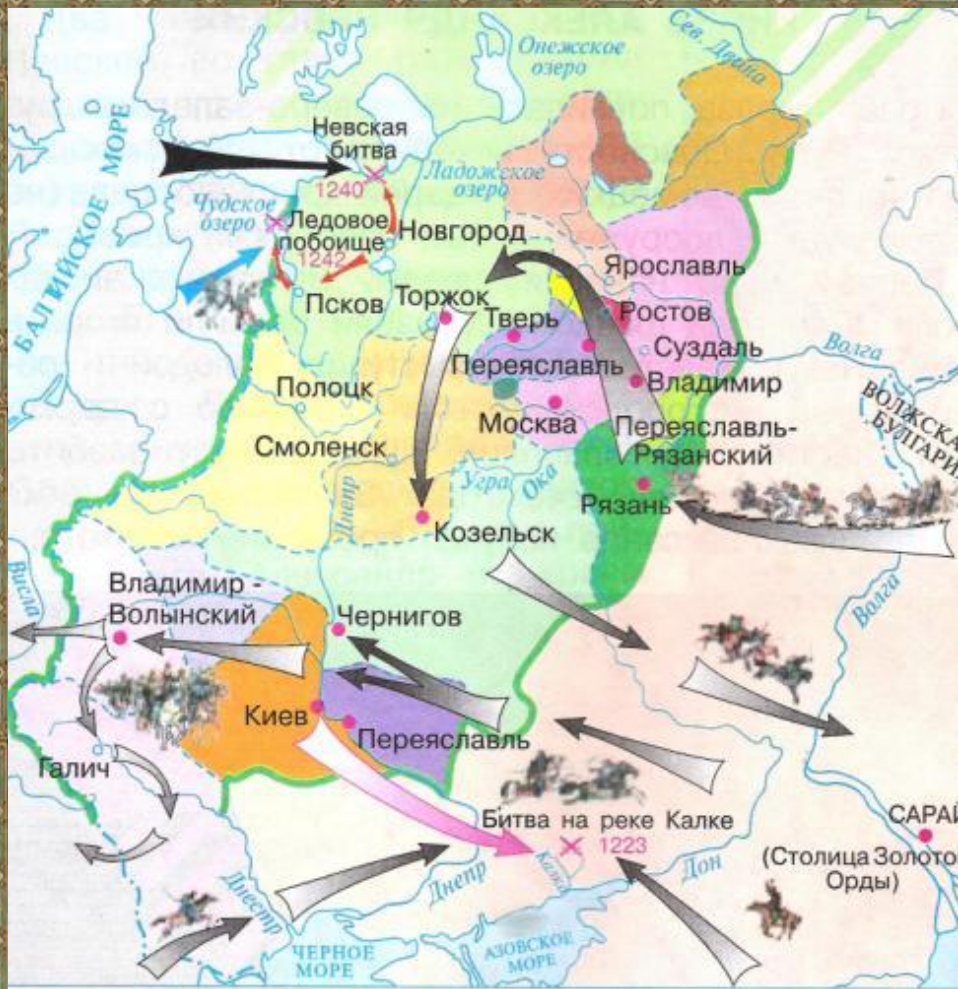 Онежское
озеро
Сев. Двина
БАЛТИЙСКОЕ МОРЕ
Невская
битва
1240
Ладожское
озеро
Чудское
озеро
Ледовое
побоище
1242
Новгород
Псков
Торжок
Ярославль
Тверь
Ростов
Переяславль
Суздаль
Волга
Владимир
Полоцк
Москва
ВОЛЖСКА
БУЛГАРИ
Смоленск
Переяславль-
Рязанский
Угра
Ока
Рязань
Днепр
Козельск
Висла
Волга
Владимир -
Волынский
Чернигов
Киев
Переяславль
Галич
Битва на реке Калке
1223
Калка
САРАЙ
(Столица Золото
Орды)
Днепр
Дон
Днестр
ЧЕРНОЕ
МОРЕ
АЗОВСКОЕ
МОРЕ